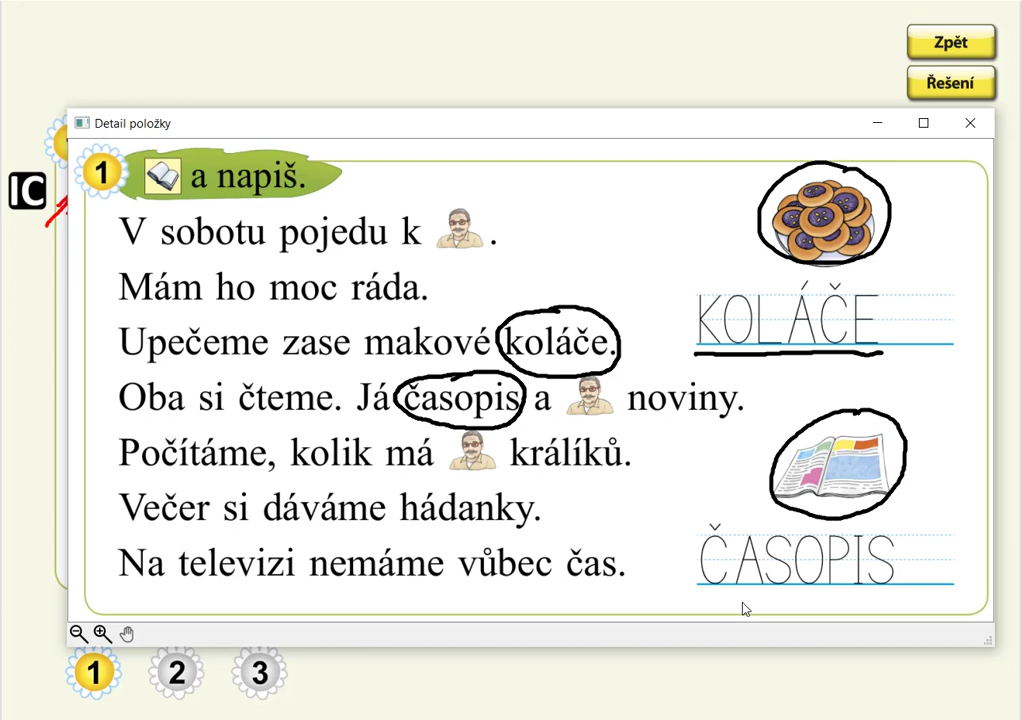 Zpět
Řešení
Detail položky
IC
1 a napiš.
V sobotu pojedu k .
Mám ho moc ráda.
Upečeme zase makové koláče.
Oba si čteme. Já časopis a noviny.
Počítáme, kolik má králíků.
Večer si dáváme hádanky.
Na televizi nemáme vůbec čas.
KOLÁČE
ČASOPIS
1 2 3